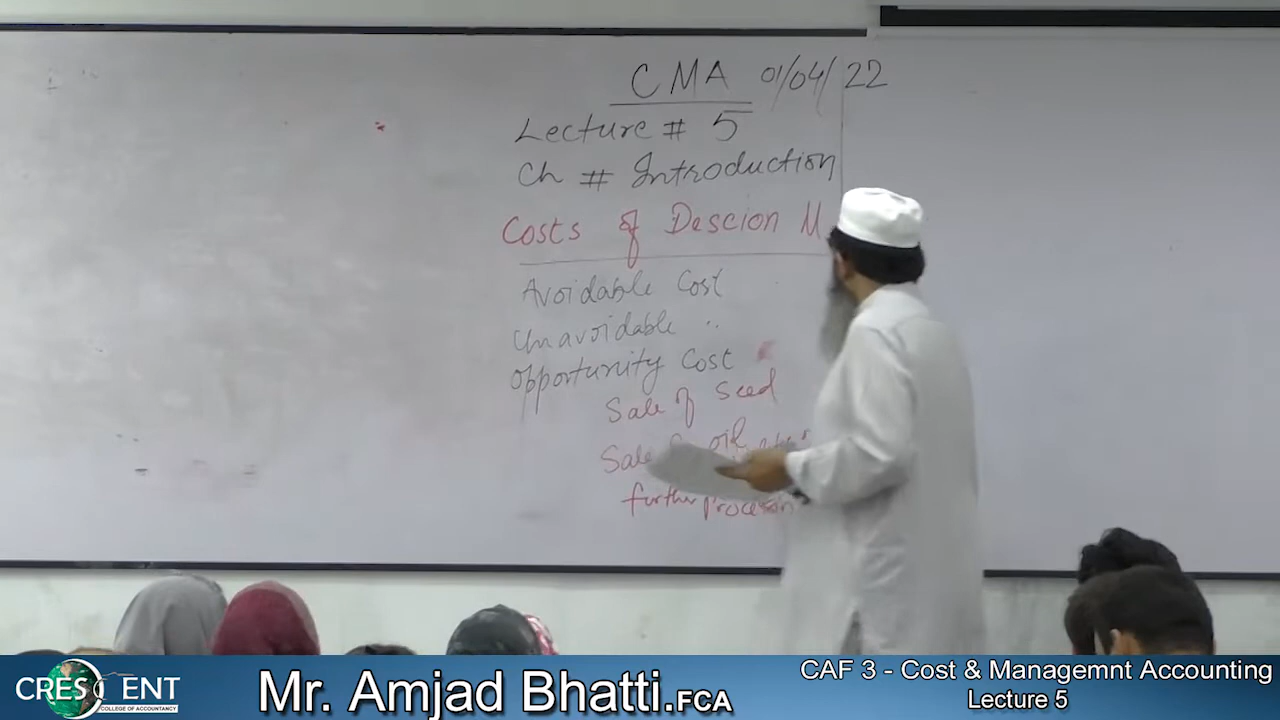 CMA 01/04/22
Lecture # 5
Ch # Introduction
Costs of Descion M
Avoidable Cost
Unavoidable "
Opportunity Cost
Sale of Seed
Sale oil
further
CRESCENT
COLLEGE OF ACCOUNTANCY
Mr. Amjad Bhatti.FCA
CAF 3 - Cost & Managemnt Accounting
Lecture 5